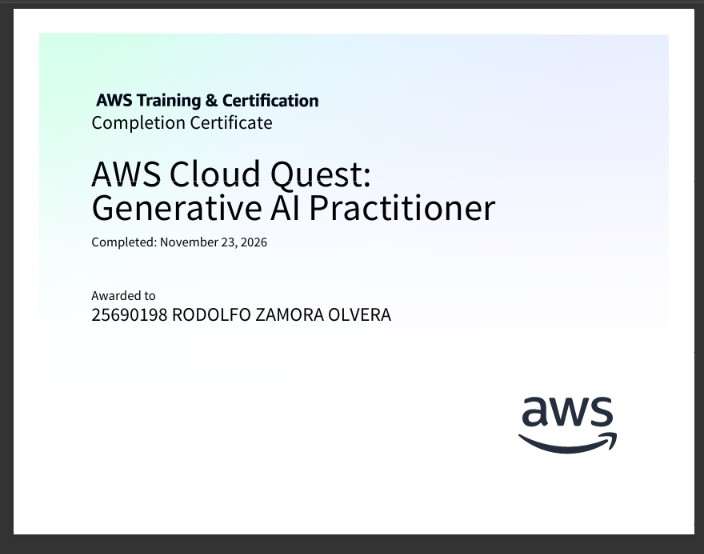 AWS Training & Certification
Completion Certificate
AWS Cloud Quest:
Generative AI Practitioner
Completed: November 23, 2026
Awarded to
25690198 RODOLFO ZAMORA OLVERA
aws